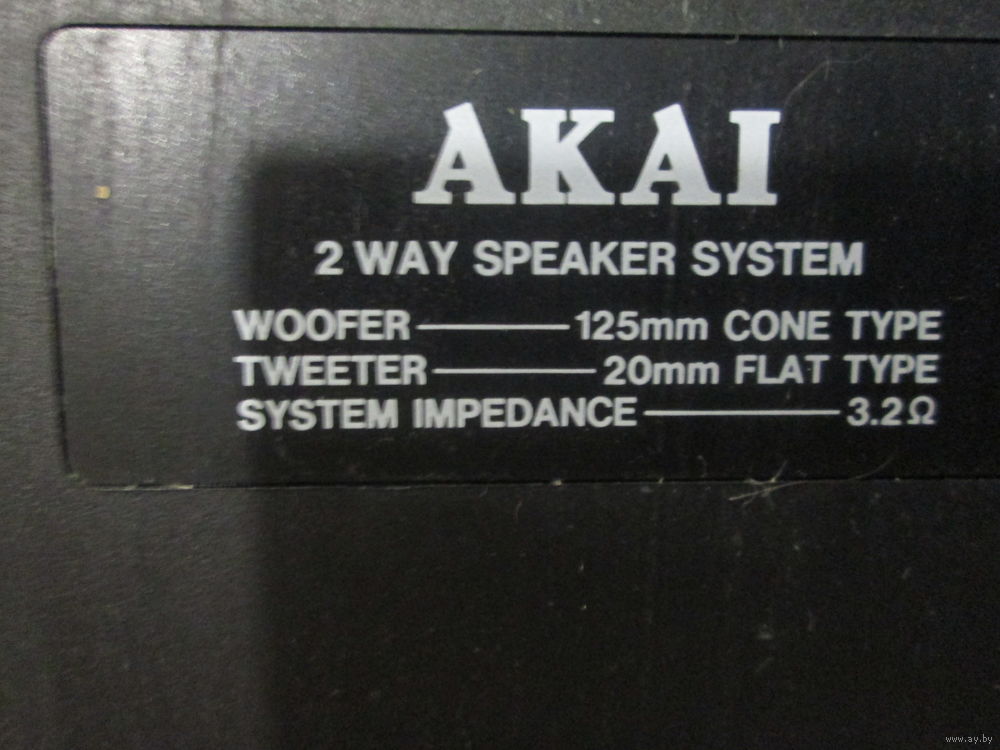 AKAI
2 WAY SPEAKER SYSTEM
WOOFER 125mm CONE TYPE
TWEETER 20mm FLAT TYPE
SYSTEM IMPEDANCE 3.2Ω
www.ay.by